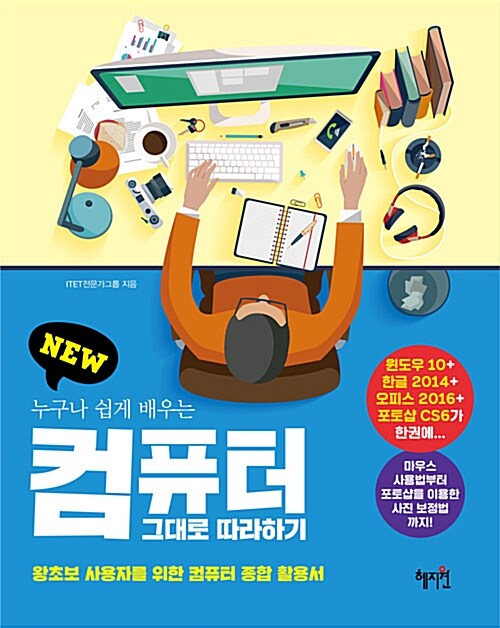 ITET전문가그룹 지음
NEW
누구나 쉽게 배우는
컴퓨터
그대로 따라하기
왕초보 사용자를 위한 컴퓨터 종합 활용서
윈도우 10+
한글 2014+
오피스 2016+
포토샵 CS6가
한권에...
마우스
사용법부터
포토샵을 이용한
사진 보정법
까지!
혜지원